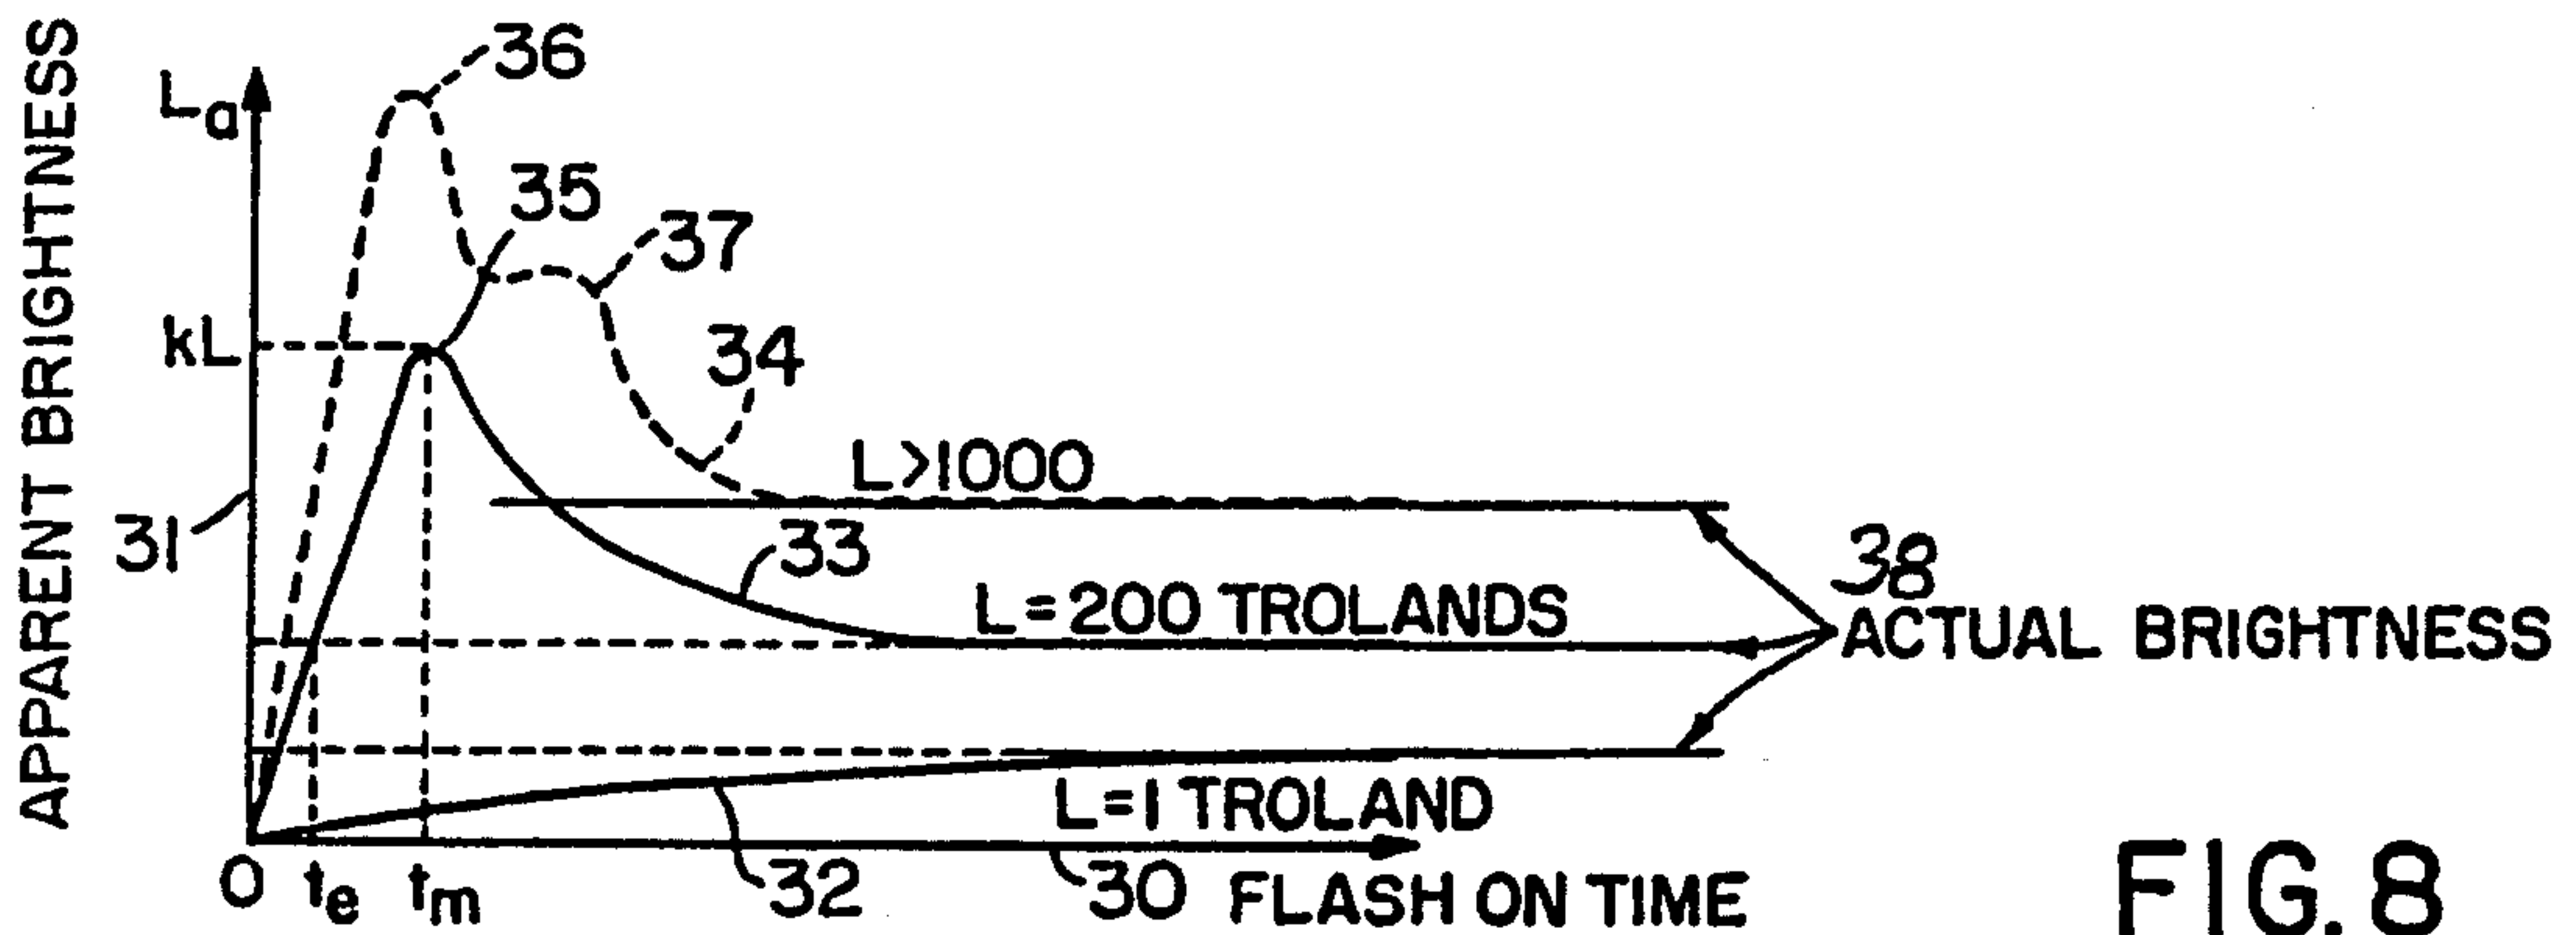 APPARENT BRIGHTNESS
36
La
35
37
kL
34
L>1000
31
33
38
L=200 TROLANDS
ACTUAL BRIGHTNESS
L=1 TROLAND
0
te
tm
32
30
FLASH ON TIME
FIG. 8